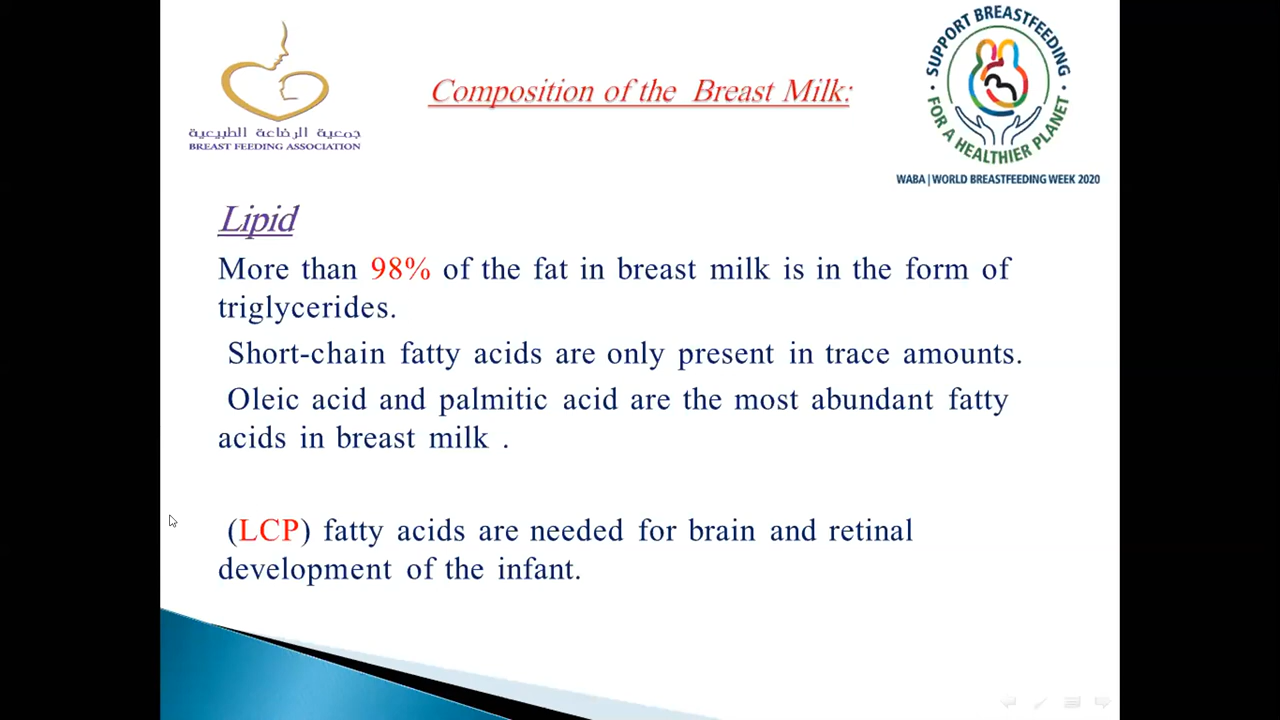 جمعية الرضاعة الطبيعية
BREAST FEEDING ASSOCIATION
Composition of the Breast Milk:
SUPPORT BREASTFEEDING
FOR A HEALTHIER PLANET
WABA | WORLD BREASTFEEDING WEEK 2020
Lipid
More than 98% of the fat in breast milk is in the form of
triglycerides.
Short-chain fatty acids are only present in trace amounts.
Oleic acid and palmitic acid are the most abundant fatty
acids in breast milk .
(LCP) fatty acids are needed for brain and retinal
development of the infant.